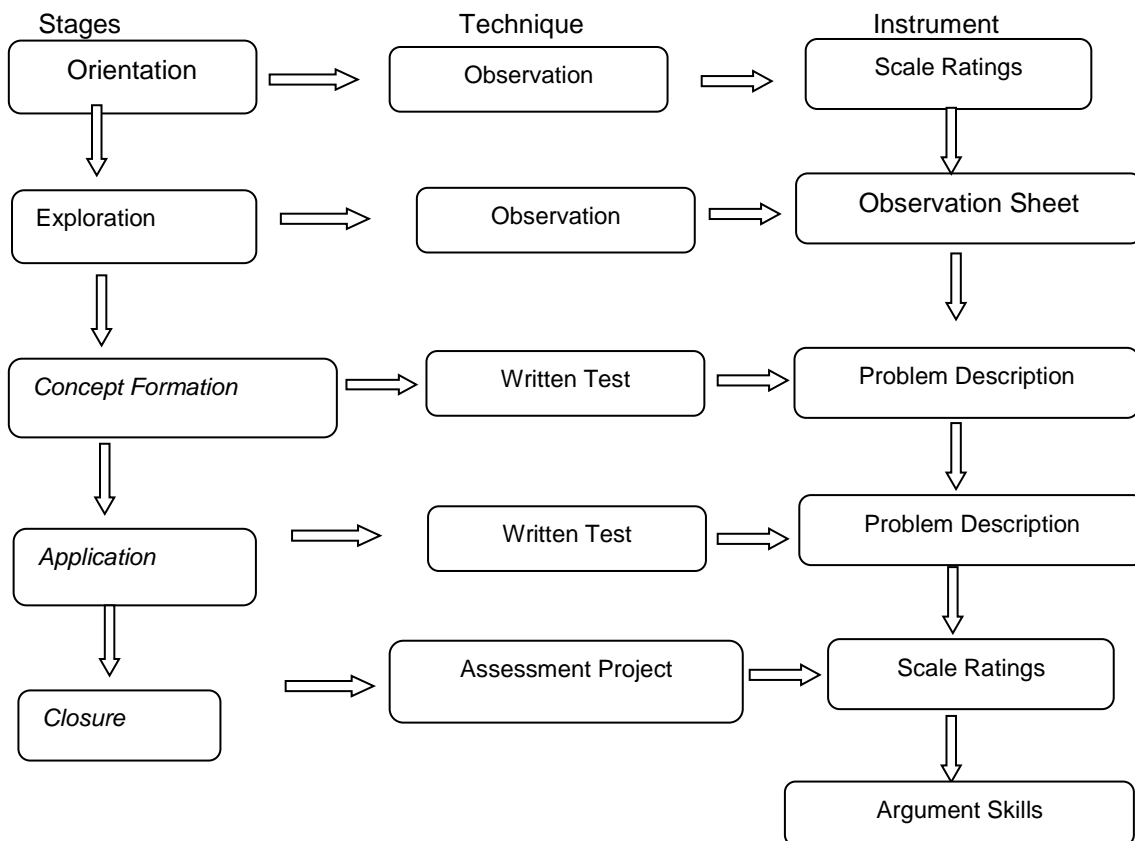 Stages Technique Instrument
Orientation Observation Scale Ratings
Exploration Observation Observation Sheet
Concept Formation Written Test Problem Description
Application Written Test Problem Description
Closure Assessment Project Scale Ratings
Argument Skills